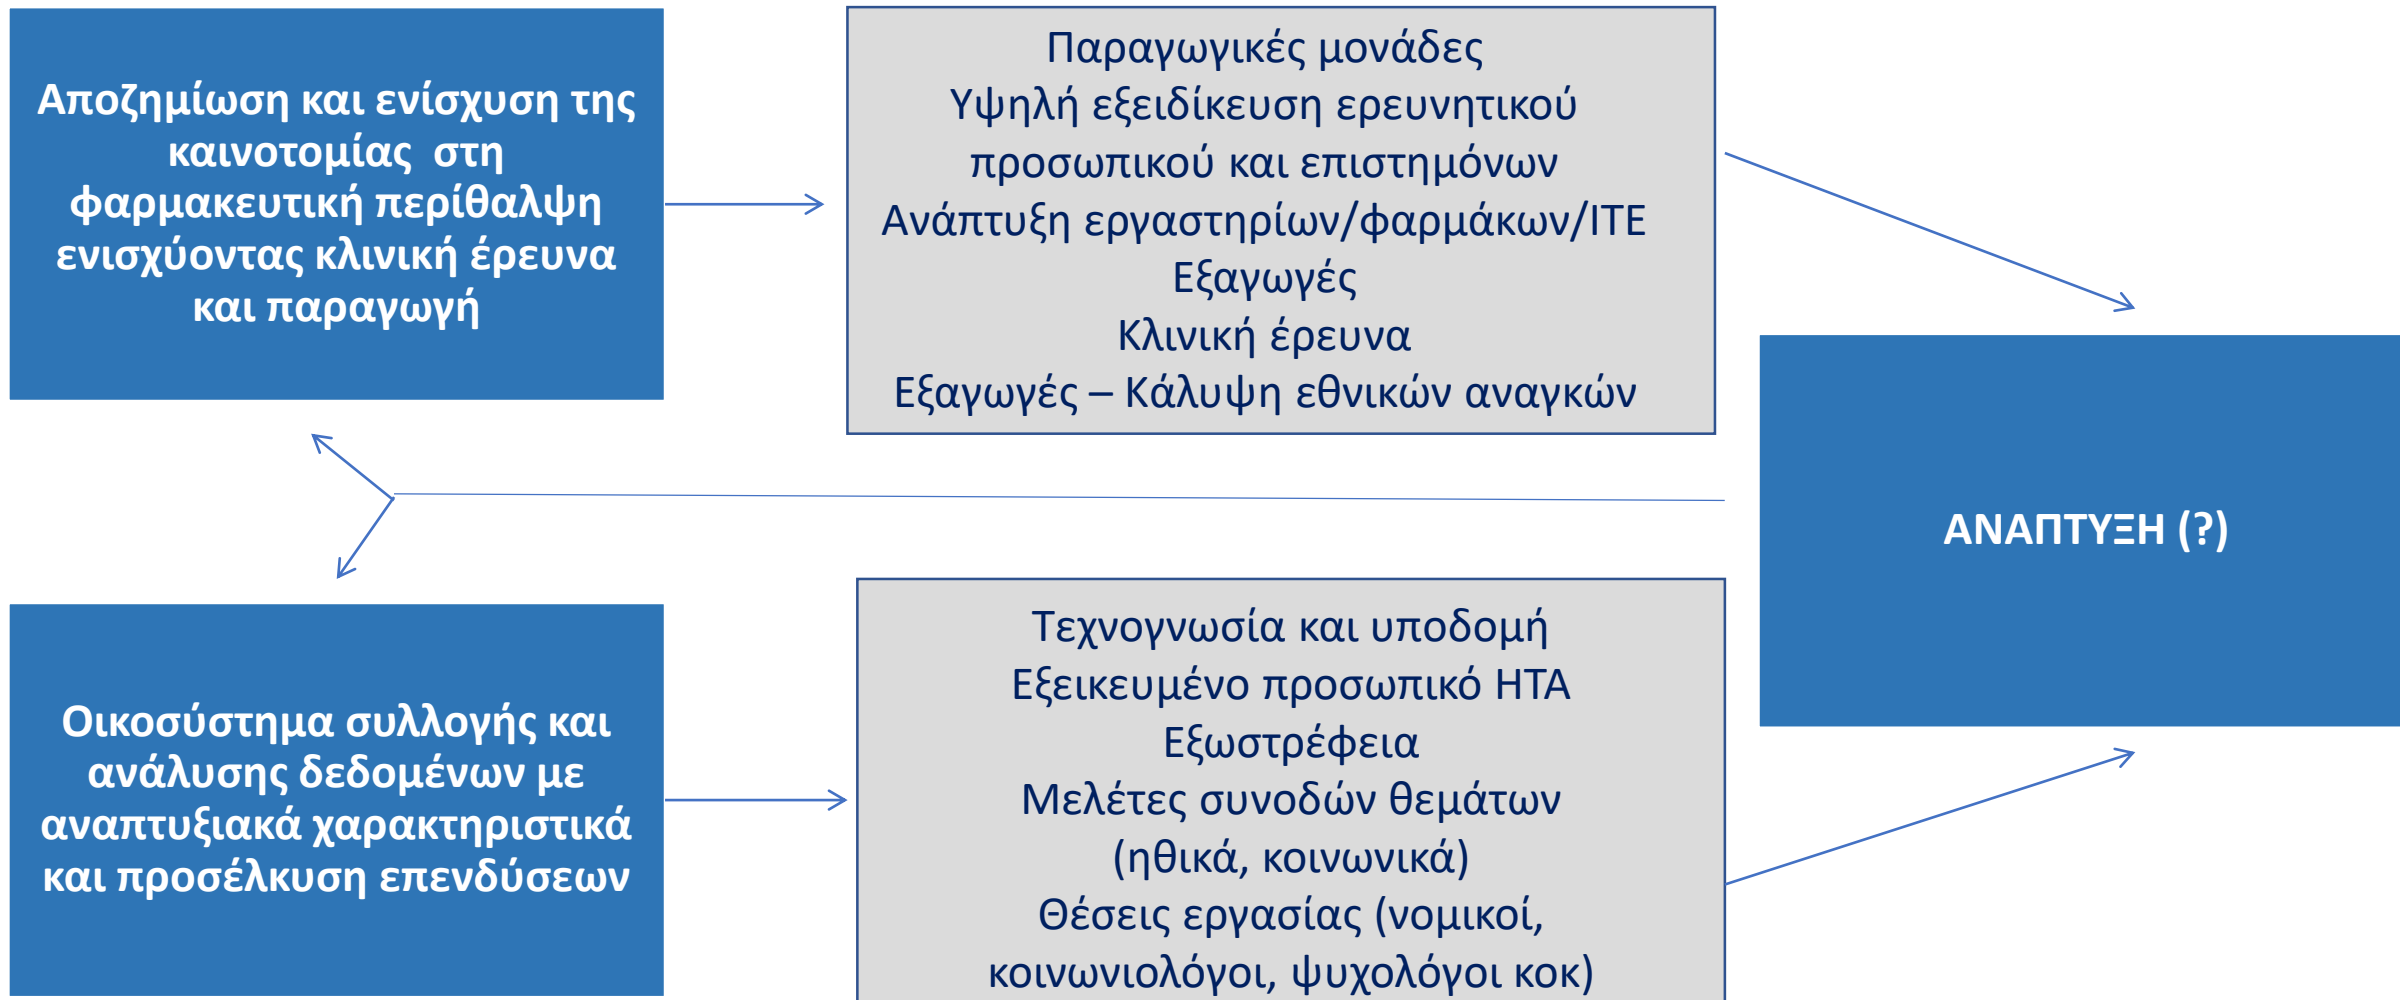 Αποζημίωση και ενίσχυση της
καινοτομίας στη
φαρμακευτική περίθαλψη
ενισχύοντας κλινική έρευνα
και παραγωγή
Παραγωγικές μονάδες
Υψηλή εξειδίκευση ερευνητικού
προσωπικού και επιστημόνων
Ανάπτυξη εργαστηρίων/φαρμάκων/ΙΤΕ
Εξαγωγές
Κλινική έρευνα
Εξαγωγές – Κάλυψη εθνικών αναγκών
ΑΝΑΠΤΥΞΗ (?)
Οικοσύστημα συλλογής και
ανάλυσης δεδομένων με
αναπτυξιακά χαρακτηριστικά
και προσέλκυση επενδύσεων
Τεχνογνωσία και υποδομή
Εξεικευμένο προσωπικό HTA
Εξωστρέφεια
Μελέτες συνοδών θεμάτων
(ηθικά, κοινωνικά)
Θέσεις εργασίας (νομικοί,
κοινωνιολόγοι, ψυχολόγοι κοκ)